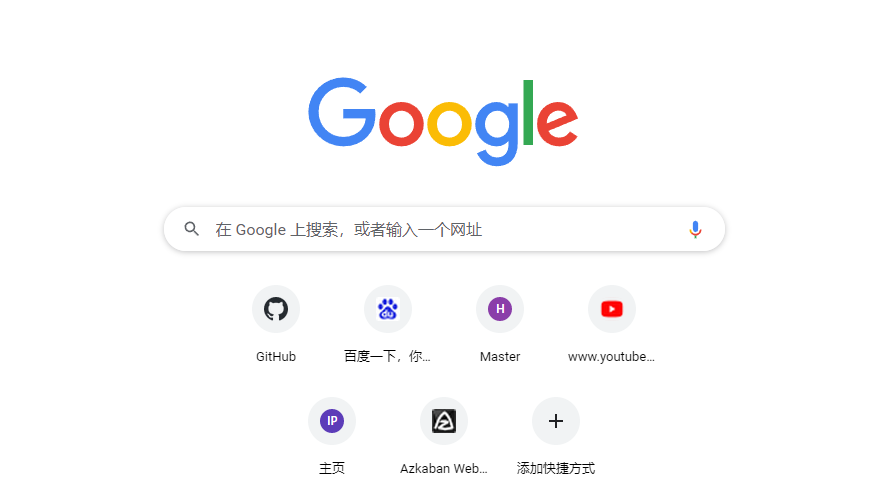 Google
在 Google 上搜索，或者输入一个网址
du
H
GitHub
百度一下，你...
Master
www.youtube...
IP
主页
Azkaban Web...
添加快捷方式